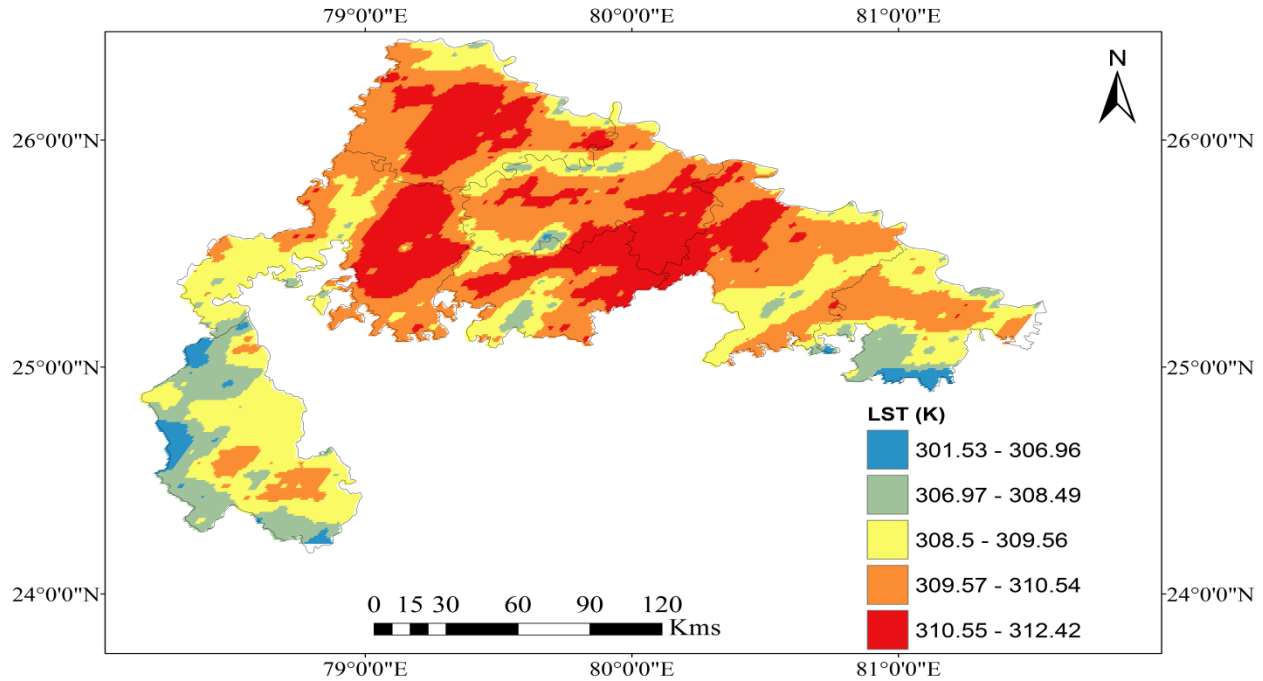 79°0'0"E 80°0'0"E 81°0'0"E
N
26°0'0"N 26°0'0"N
25°0'0"N 25°0'0"N
LST (K)
301.53 - 306.96
306.97 - 308.49
308.5 - 309.56
309.57 - 310.54
310.55 - 312.42
24°0'0"N 24°0'0"N
0 15 30 60 90 120
Kms
79°0'0"E 80°0'0"E 81°0'0"E